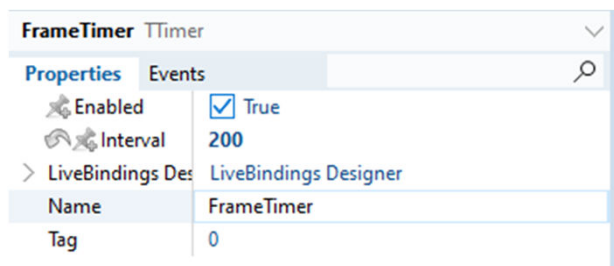 FrameTimer TTimer
Properties Events
Enabled True
Interval 200
LiveBindings Des LiveBindings Designer
Name FrameTimer
Tag 0